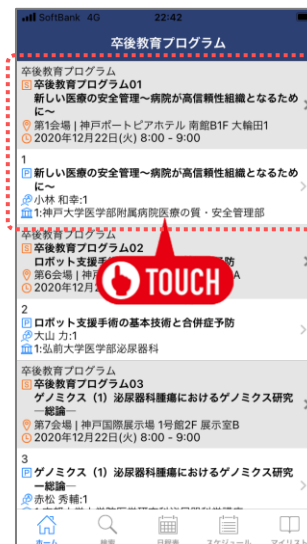 SoftBank 4G 22:42
卒後教育プログラム
卒後教育プログラム
S 卒後教育プログラム01
新しい医療の安全管理～病院が高信頼性組織となるため
に～
第1会場 | 神戸ポートピアホテル 南館B1F 大輪田1
2020年12月22日(火) 8:00 - 9:00
1
P 新しい医療の安全管理～病院が高信頼性組織となるため
に～
小林 和幸:1
1:神戸大学医学部附属病院医療の質・安全管理部
卒後教育プログラム
S 卒後教育プログラム02
ロボット支援手
防
第6会場 | 神戸
A
2020年12月2
TOUCH
2
P ロボット支援手術の基本技術と合併症予防
大山 力:1
1:弘前大学医学部泌尿器科
卒後教育プログラム
S 卒後教育プログラム03
ゲノミクス（1）泌尿器科腫瘍におけるゲノミクス研究
―総論―
第7会場 | 神戸国際展示場 1号館2F 展示室B
2020年12月22日(火) 8:00 - 9:00
3
P ゲノミクス（1）泌尿器科腫瘍におけるゲノミクス研究
―総論―
赤松 秀輔:1
ホーム 検索 日程表 スケジュール マイリスト